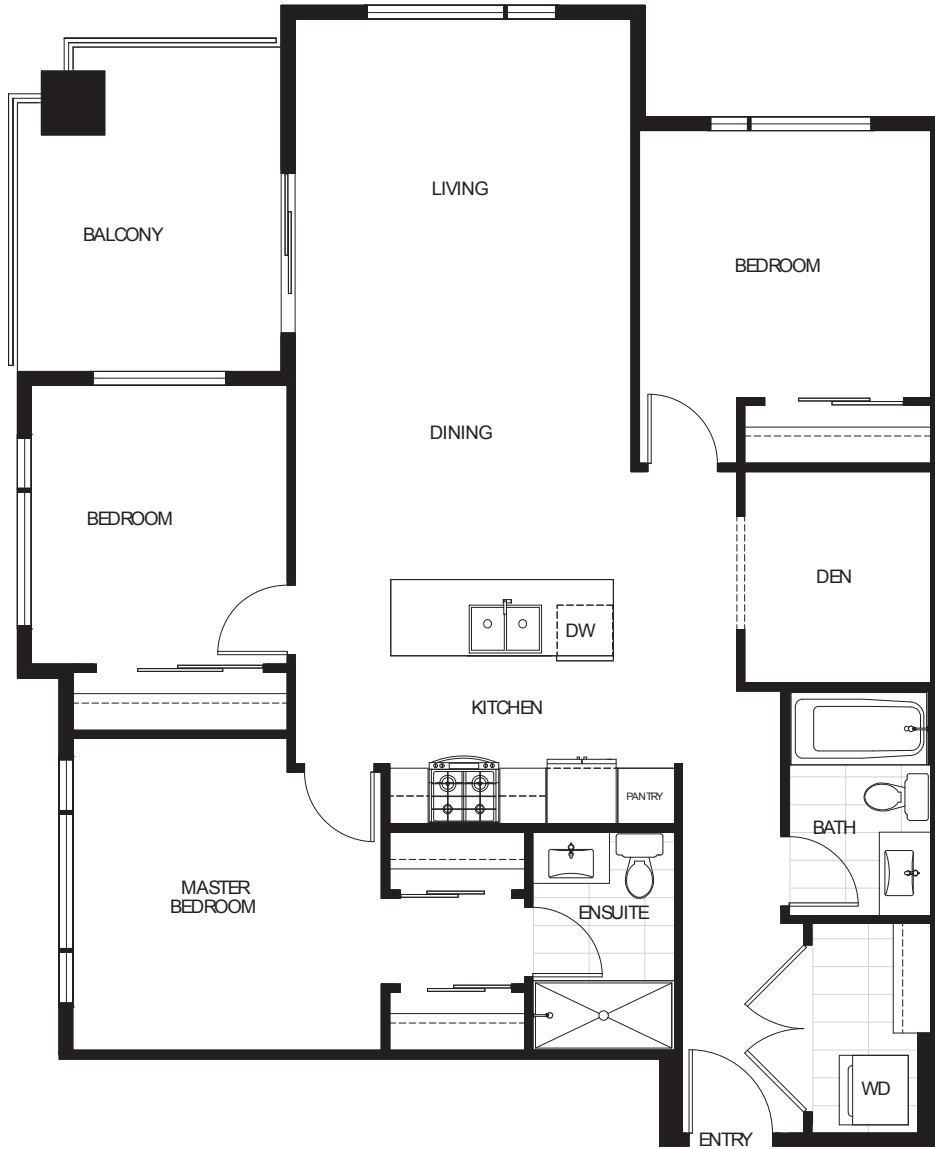 LIVING
BALCONY
BEDROOM
DINING
BEDROOM
DEN
DW
KITCHEN
PANTRY
BATH
MASTER
BEDROOM
ENSUITE
WD
ENTRY